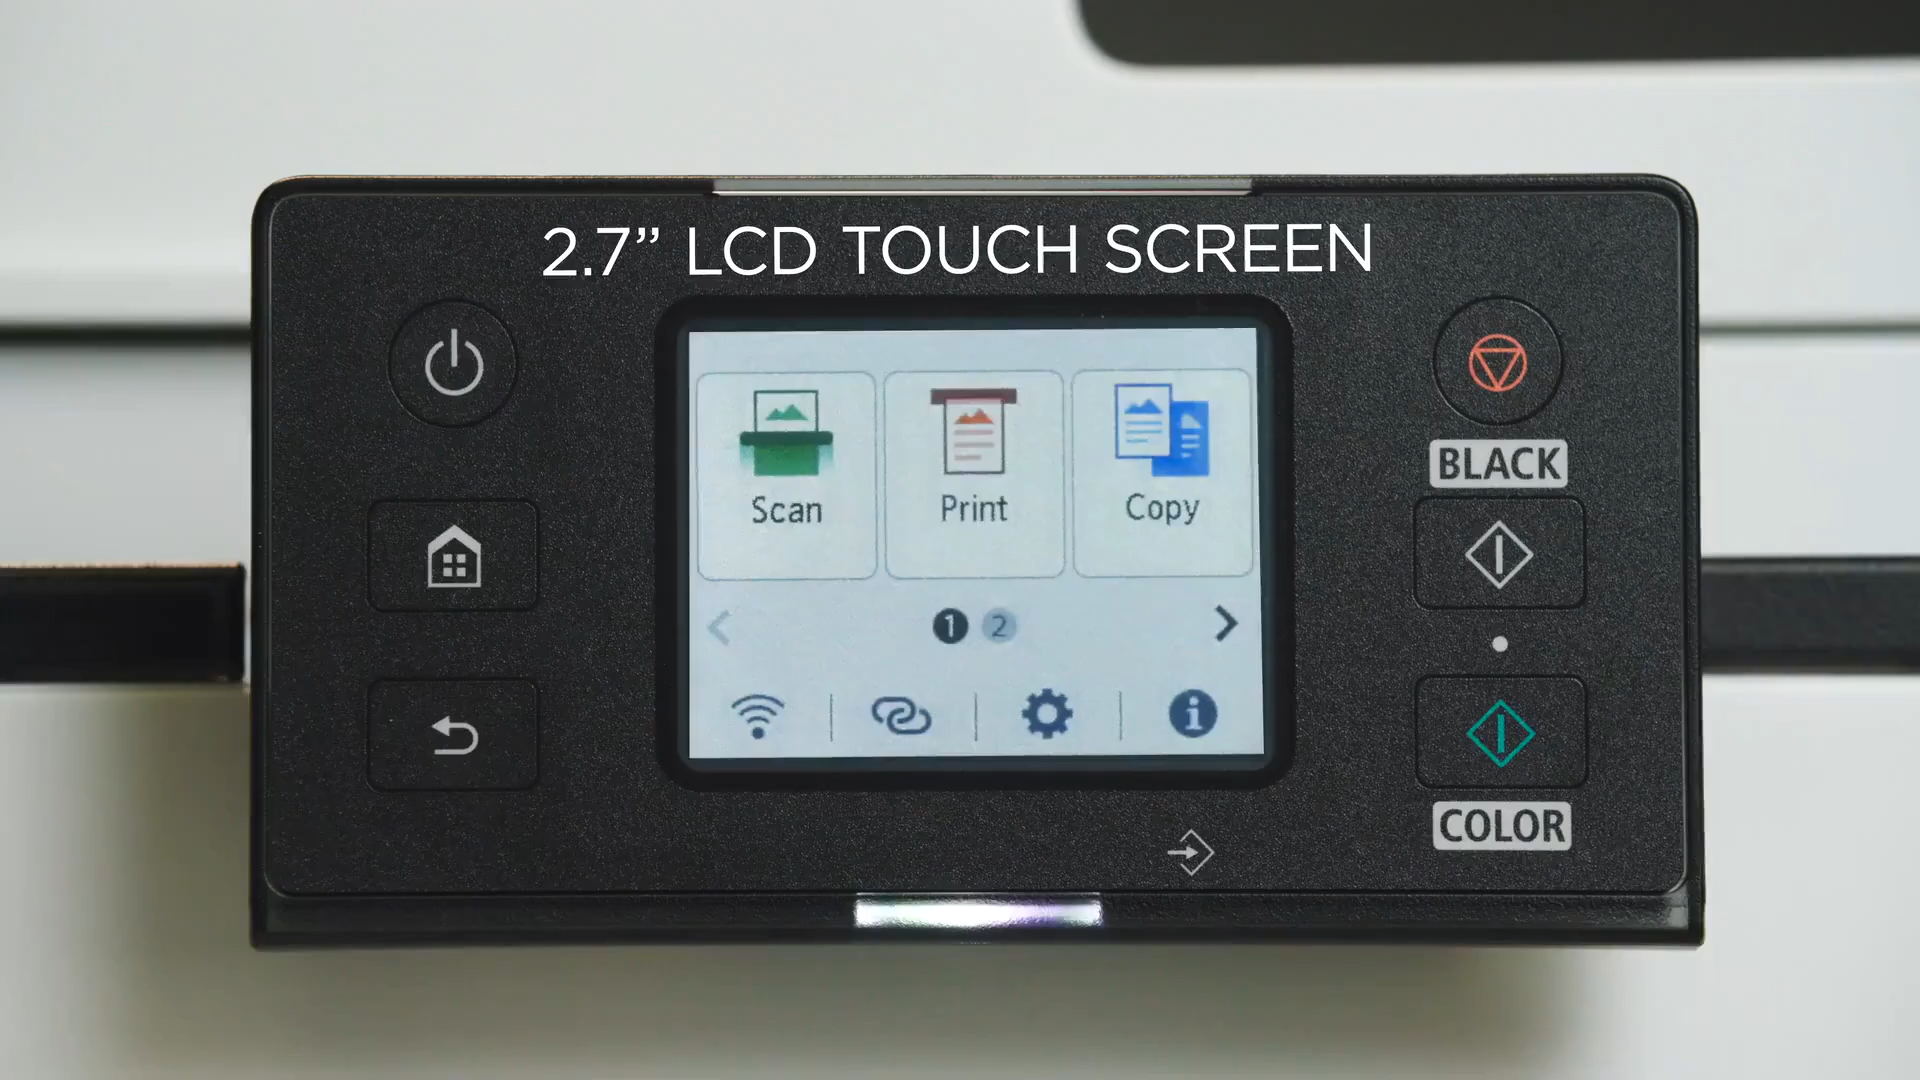 2.7” LCD TOUCH SCREEN
BLACK
Scan Print Copy
1 2
i
COLOR